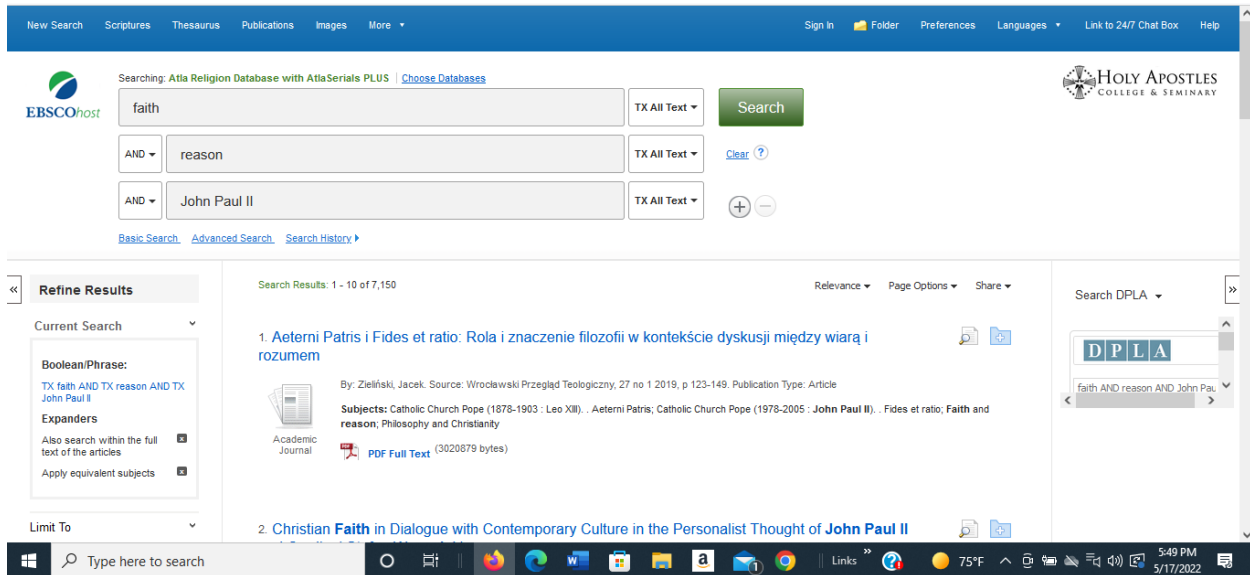 New Search Scriptures Thesaurus Publications Images More
Sign In Folder Preferences Languages Link to 24/7 Chat Box Help
Searching: Atla Religion Database with AtlaSerials PLUS | Choose Databases
EBSCOhost
HOLY APOSTLES
COLLEGE & SEMINARY
faith TX All Text Search
AND reason TX All Text Clear ?
AND John Paul II TX All Text
Basic Search Advanced Search Search History
« Refine Results
Current Search
Boolean/Phrase:
TX faith AND TX reason AND TX
John Paul II
Expanders
Also search within the full
text of the articles
Apply equivalent subjects
Limit To
Search Results: 1 - 10 of 7,150
Relevance Page Options Share
1. Aeterni Patris i Fides et ratio: Rola i znaczenie filozofii w kontekście dyskusji między wiarą i
rozumem
By: Zieliński, Jacek. Source: Wrocławski Przegląd Teologiczny, 27 no 1 2019, p 123-149. Publication Type: Article
Subjects: Catholic Church Pope (1878-1903 : Leo XIII). . Aeterni Patris; Catholic Church Pope (1978-2005 : John Paul II). . Fides et ratio; Faith and
reason; Philosophy and Christianity
Academic
Journal
PDF Full Text (3020879 bytes)
2. Christian Faith in Dialogue with Contemporary Culture in the Personalist Thought of John Paul II
Search DPLA »
DPLA
faith AND reason AND John Pau
Type here to search
Links » 75°F 5:49 PM
5/17/2022